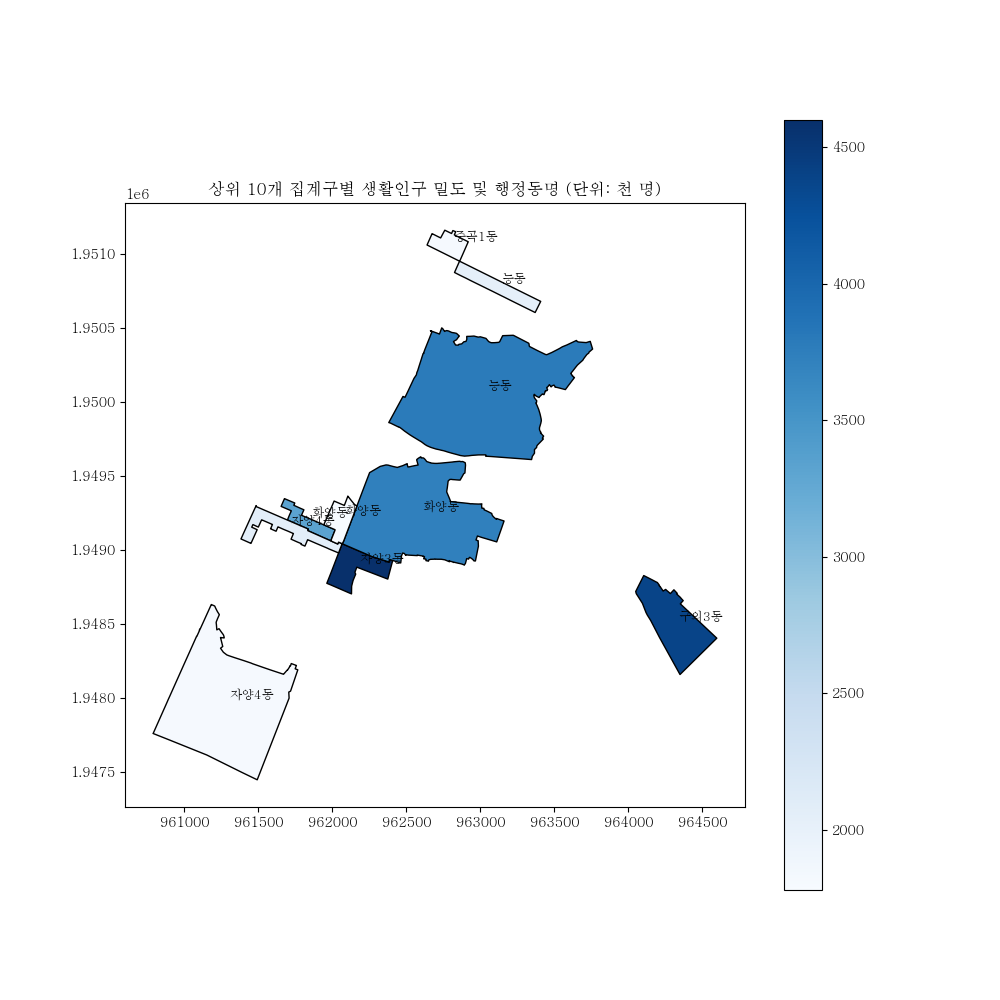 상위 10개 집계구별 생활인구 밀도 및 행정동명 (단위: 천 명)
1e6
1.9510
1.9505
1.9500
1.9495
1.9490
1.9485
1.9480
1.9475
중곡1동
능동
능동
화양동
화양동
화양동
자양4동
자양3동
구의3동
자양4동
961000 961500 962000 962500 963000 963500 964000 964500
4500
4000
3500
3000
2500
2000